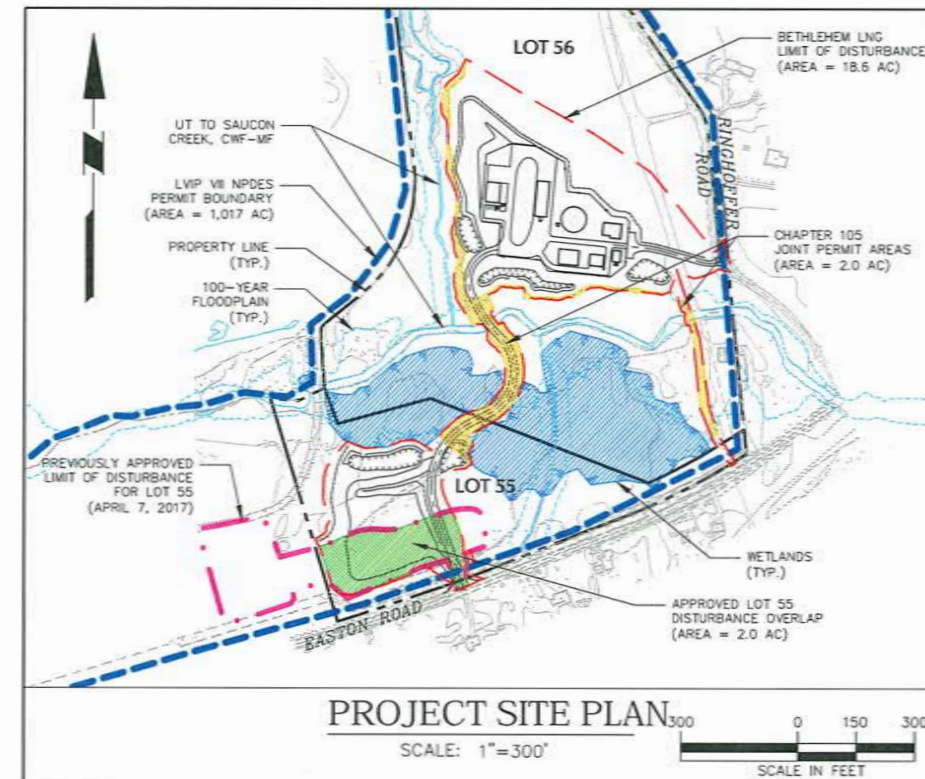 LOT 56
BETHLEHEM LNG
LIMIT OF DISTURBANCE
(AREA = 18.6 AC)
UT TO SAUCON
CREEK, CWF-MF
RINGHOFFER
ROAD
LVIP VII NPDES
PERMIT BOUNDARY
(AREA = 1,017 AC)
CHAPTER 105
JOINT PERMIT AREAS
(AREA = 2.0 AC)
PROPERTY LINE
(TYP.)
100-YEAR
FLOODPLAIN
(TYP.)
PREVIOUSLY APPROVED
LIMIT OF DISTURBANCE
FOR LOT 55
(APRIL 7, 2017)
LOT 55
WETLANDS
(TYP.)
APPROVED LOT 55
DISTURBANCE OVERLAP
(AREA = 2.0 AC)
EASTON ROAD
PROJECT SITE PLAN
SCALE: 1"=300'
300 0 150 300
SCALE IN FEET